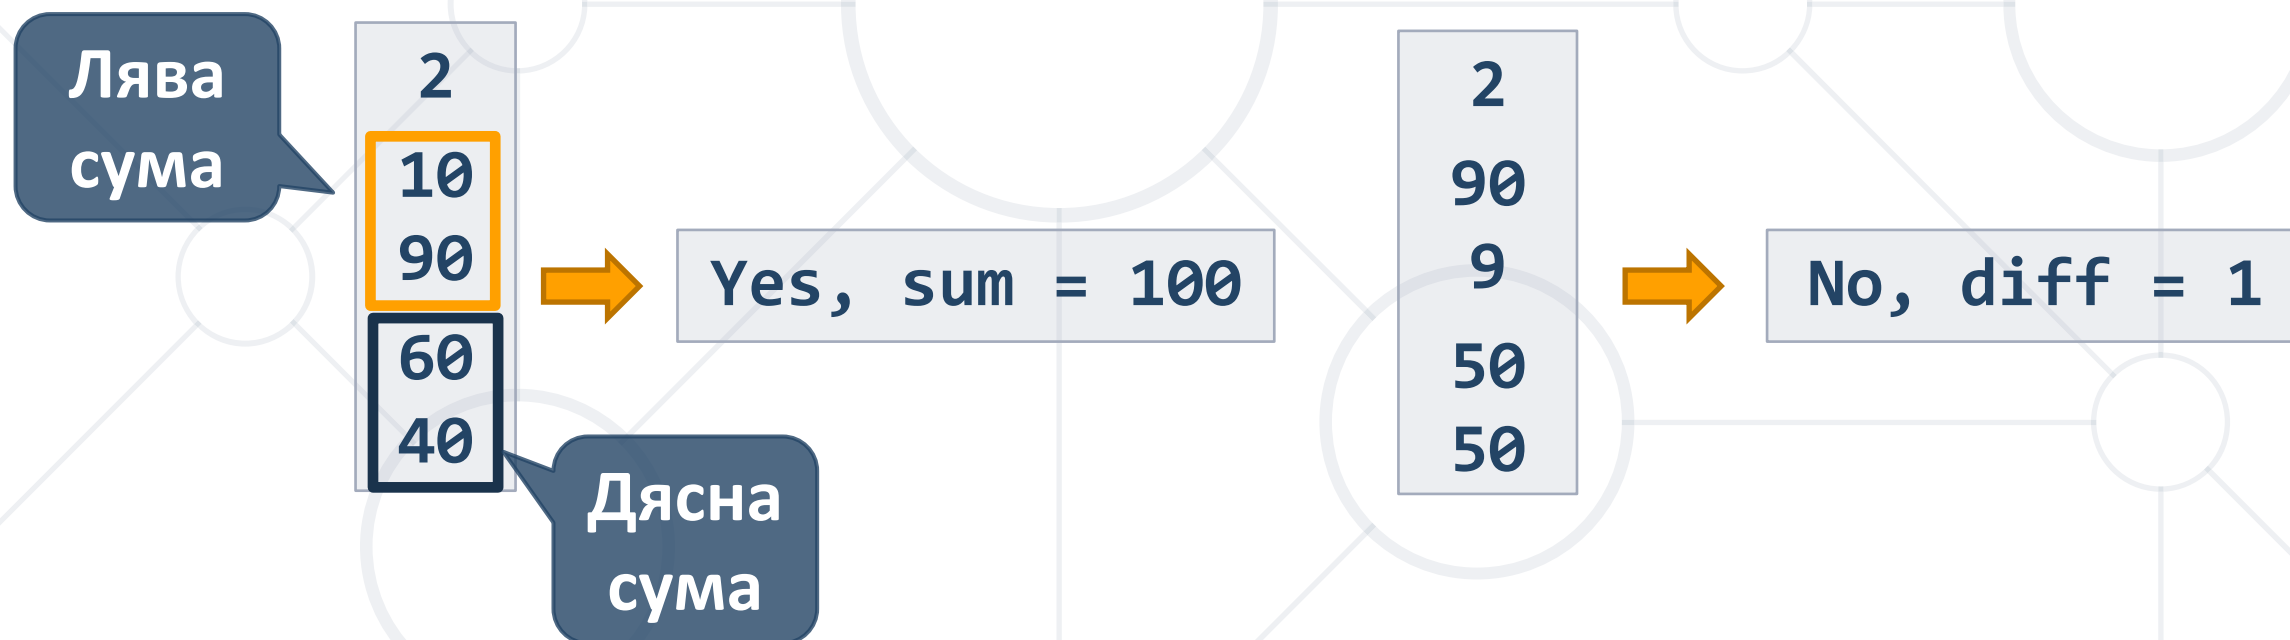 Лява
сума
2
10
90
60
40
Yes, sum = 100
Дясна
сума
2
90
9
50
50
No, diff = 1